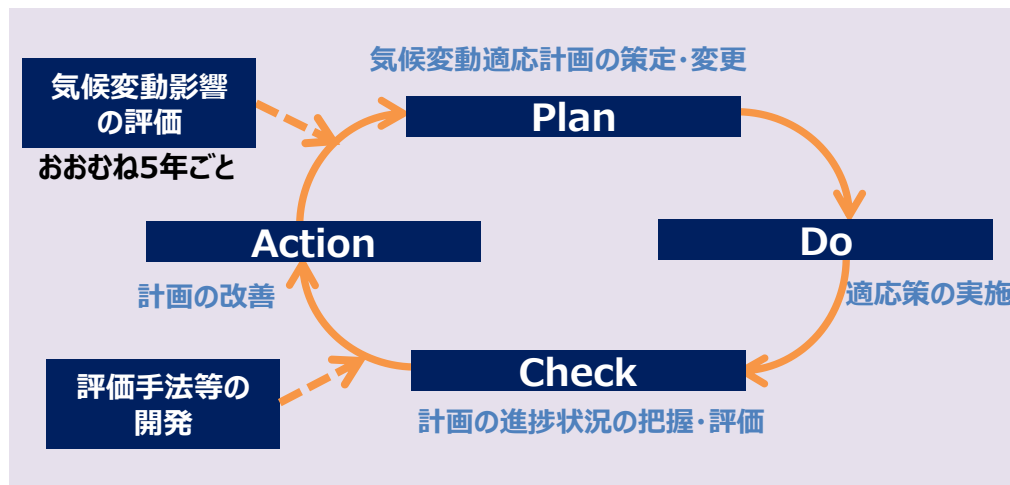 気候変動適応計画の策定･変更
気候変動影響
の評価
おおむね5年ごと
Plan
Action
計画の改善
Do
適応策の実施
Check
計画の進捗状況の把握･評価
評価手法等の
開発